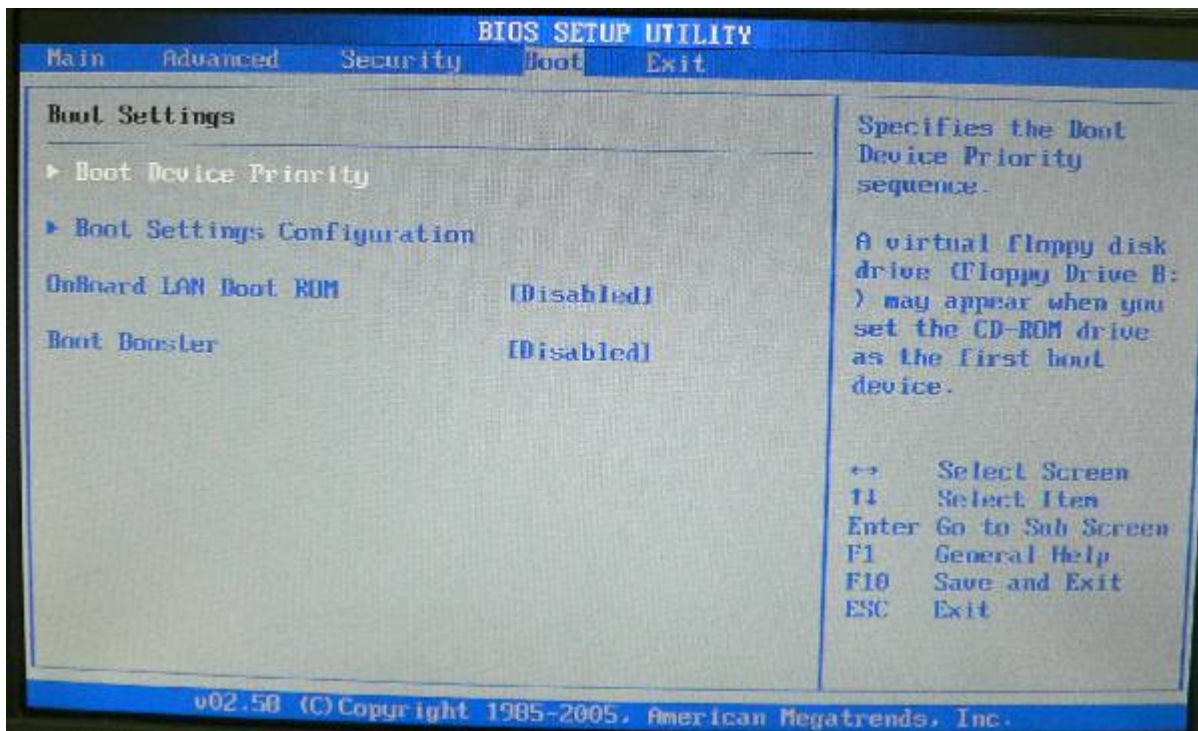 BIOS SETUP UTILITY
Main Advanced Security Boot Exit
Boot Settings
▶ Boot Device Priority
▶ Boot Settings Configuration
OnBoard LAN Boot ROM [Disabled]
Boot Booster [Disabled]
Specifies the Boot
Device Priority
sequence.
A virtual floppy disk
drive (Floppy Drive B:
) may appear when you
set the CD-ROM drive
as the first boot
device.
↔ Select Screen
↑↓ Select Item
Enter Go to Sub Screen
F1 General Help
F10 Save and Exit
ESC Exit
v02.58 (C)Copyright 1985-2005, American Megatrends, Inc.